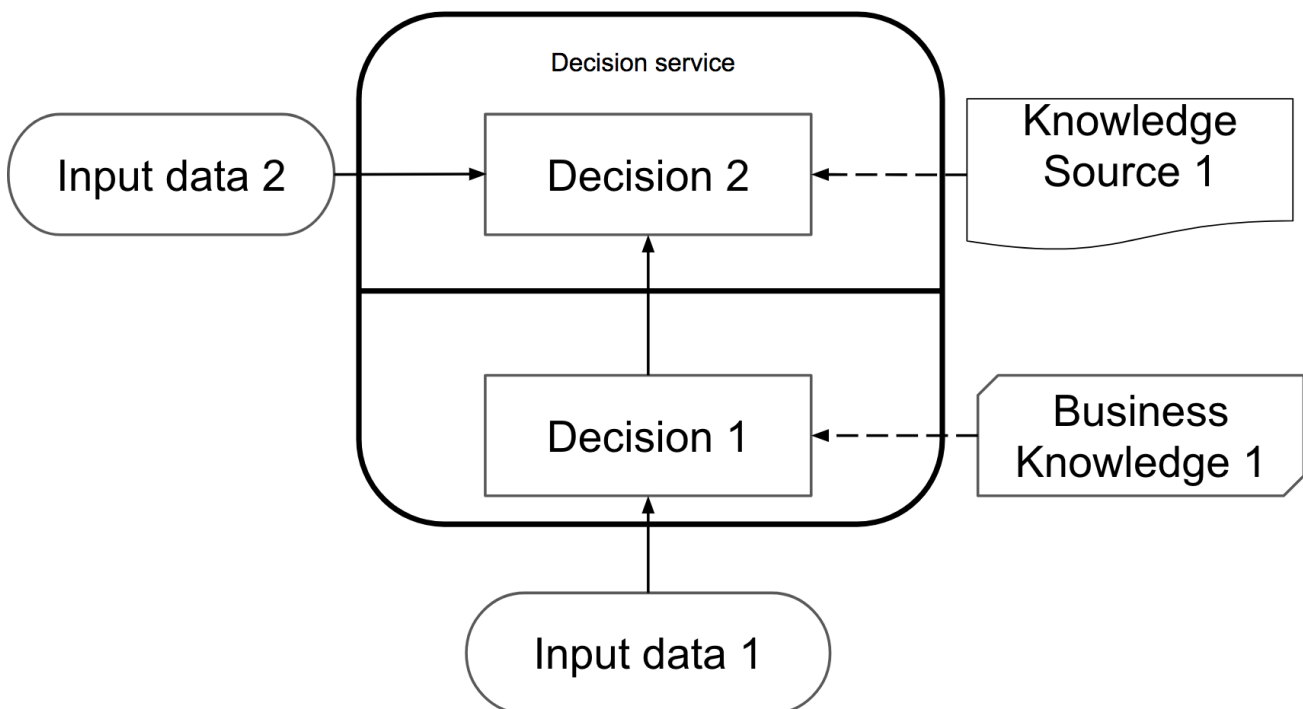 Decision service
Input data 2
Decision 2
Knowledge
Source 1
Decision 1
Business
Knowledge 1
Input data 1